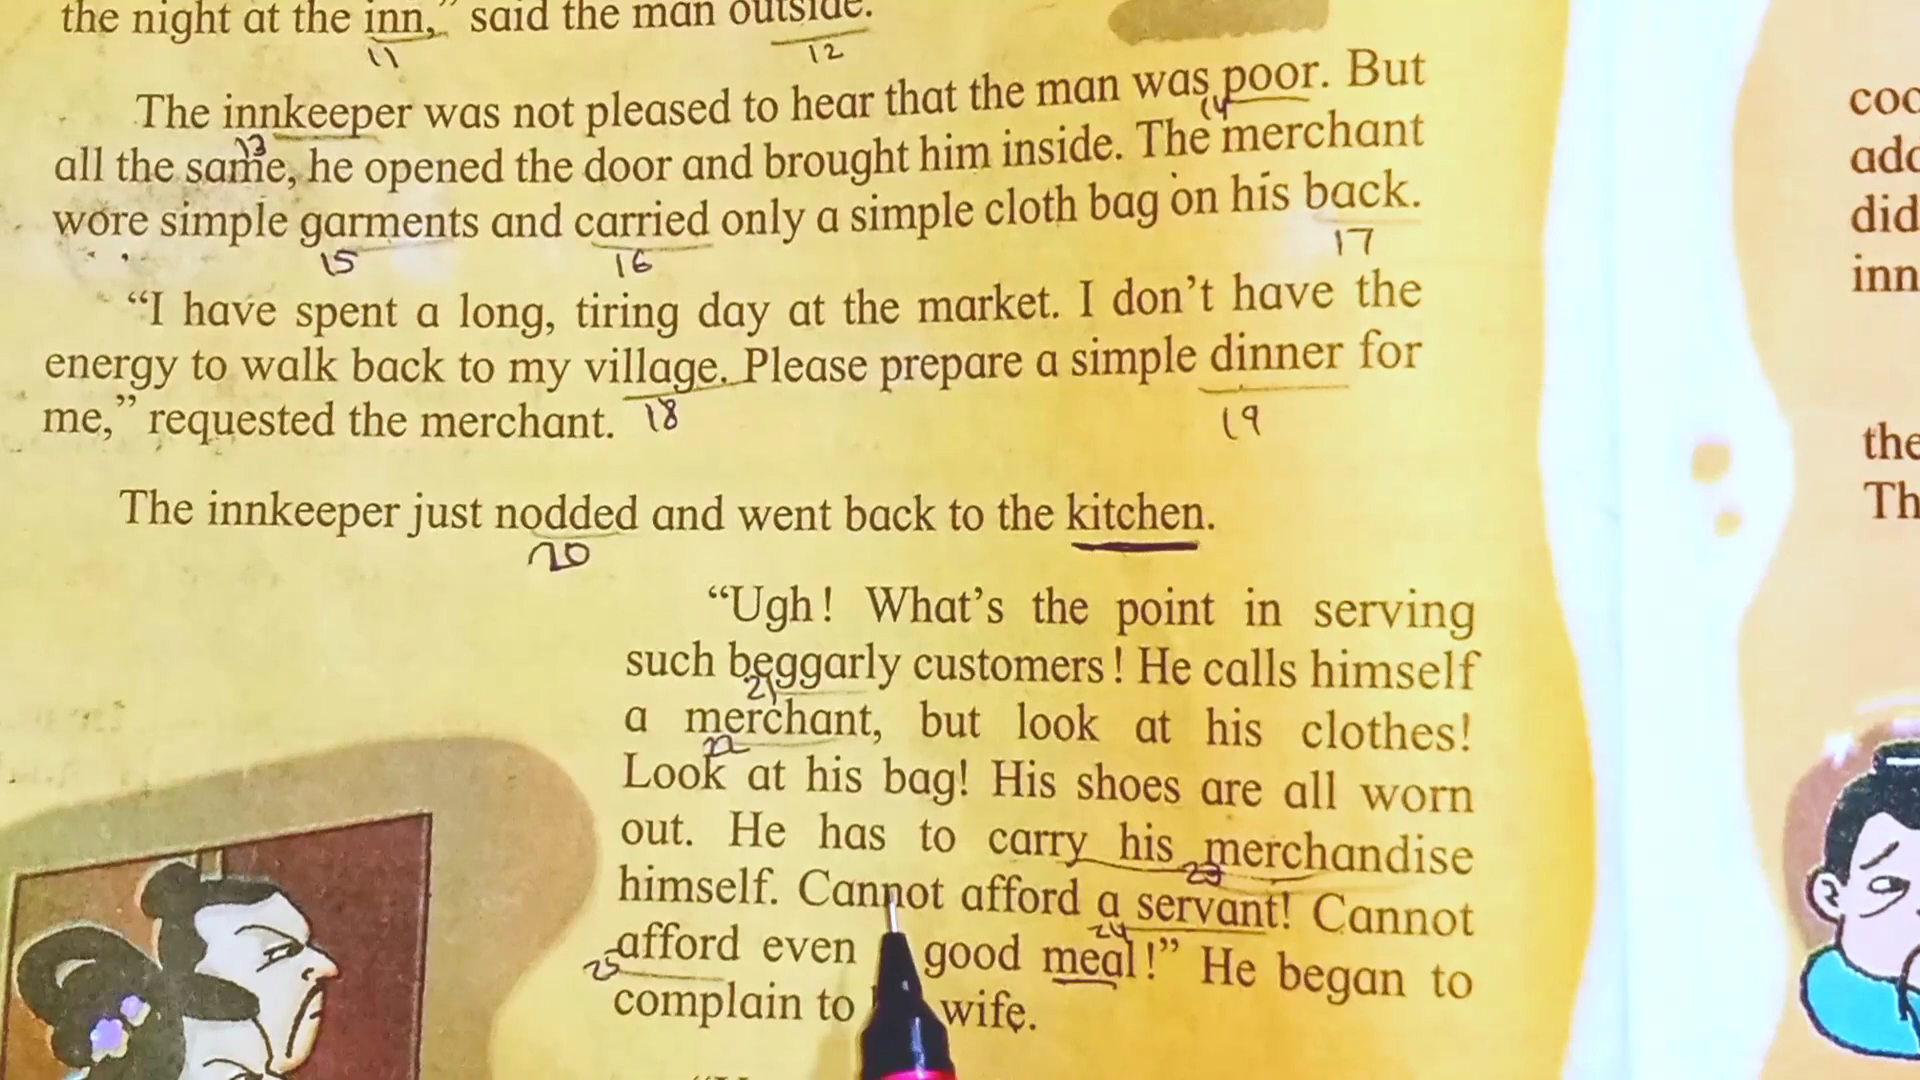 the night at the inn,” said the man outside.
11 12
The innkeeper was not pleased to hear that the man was poor. But
13 14
all the same, he opened the door and brought him inside. The merchant
wore simple garments and carried only a simple cloth bag on his back.
15 16 17
“I have spent a long, tiring day at the market. I don’t have the
energy to walk back to my village. Please prepare a simple dinner for
me,” requested the merchant.
18 19
The innkeeper just nodded and went back to the kitchen.
20
“Ugh! What’s the point in serving
such beggarly customers! He calls himself
21
a merchant, but look at his clothes!
22
Look at his bag! His shoes are all worn
out. He has to carry his merchandise
23
himself. Cannot afford a servant! Cannot
24
afford even good meal!” He began to
25
complain to wife.
did
inn
the
Th